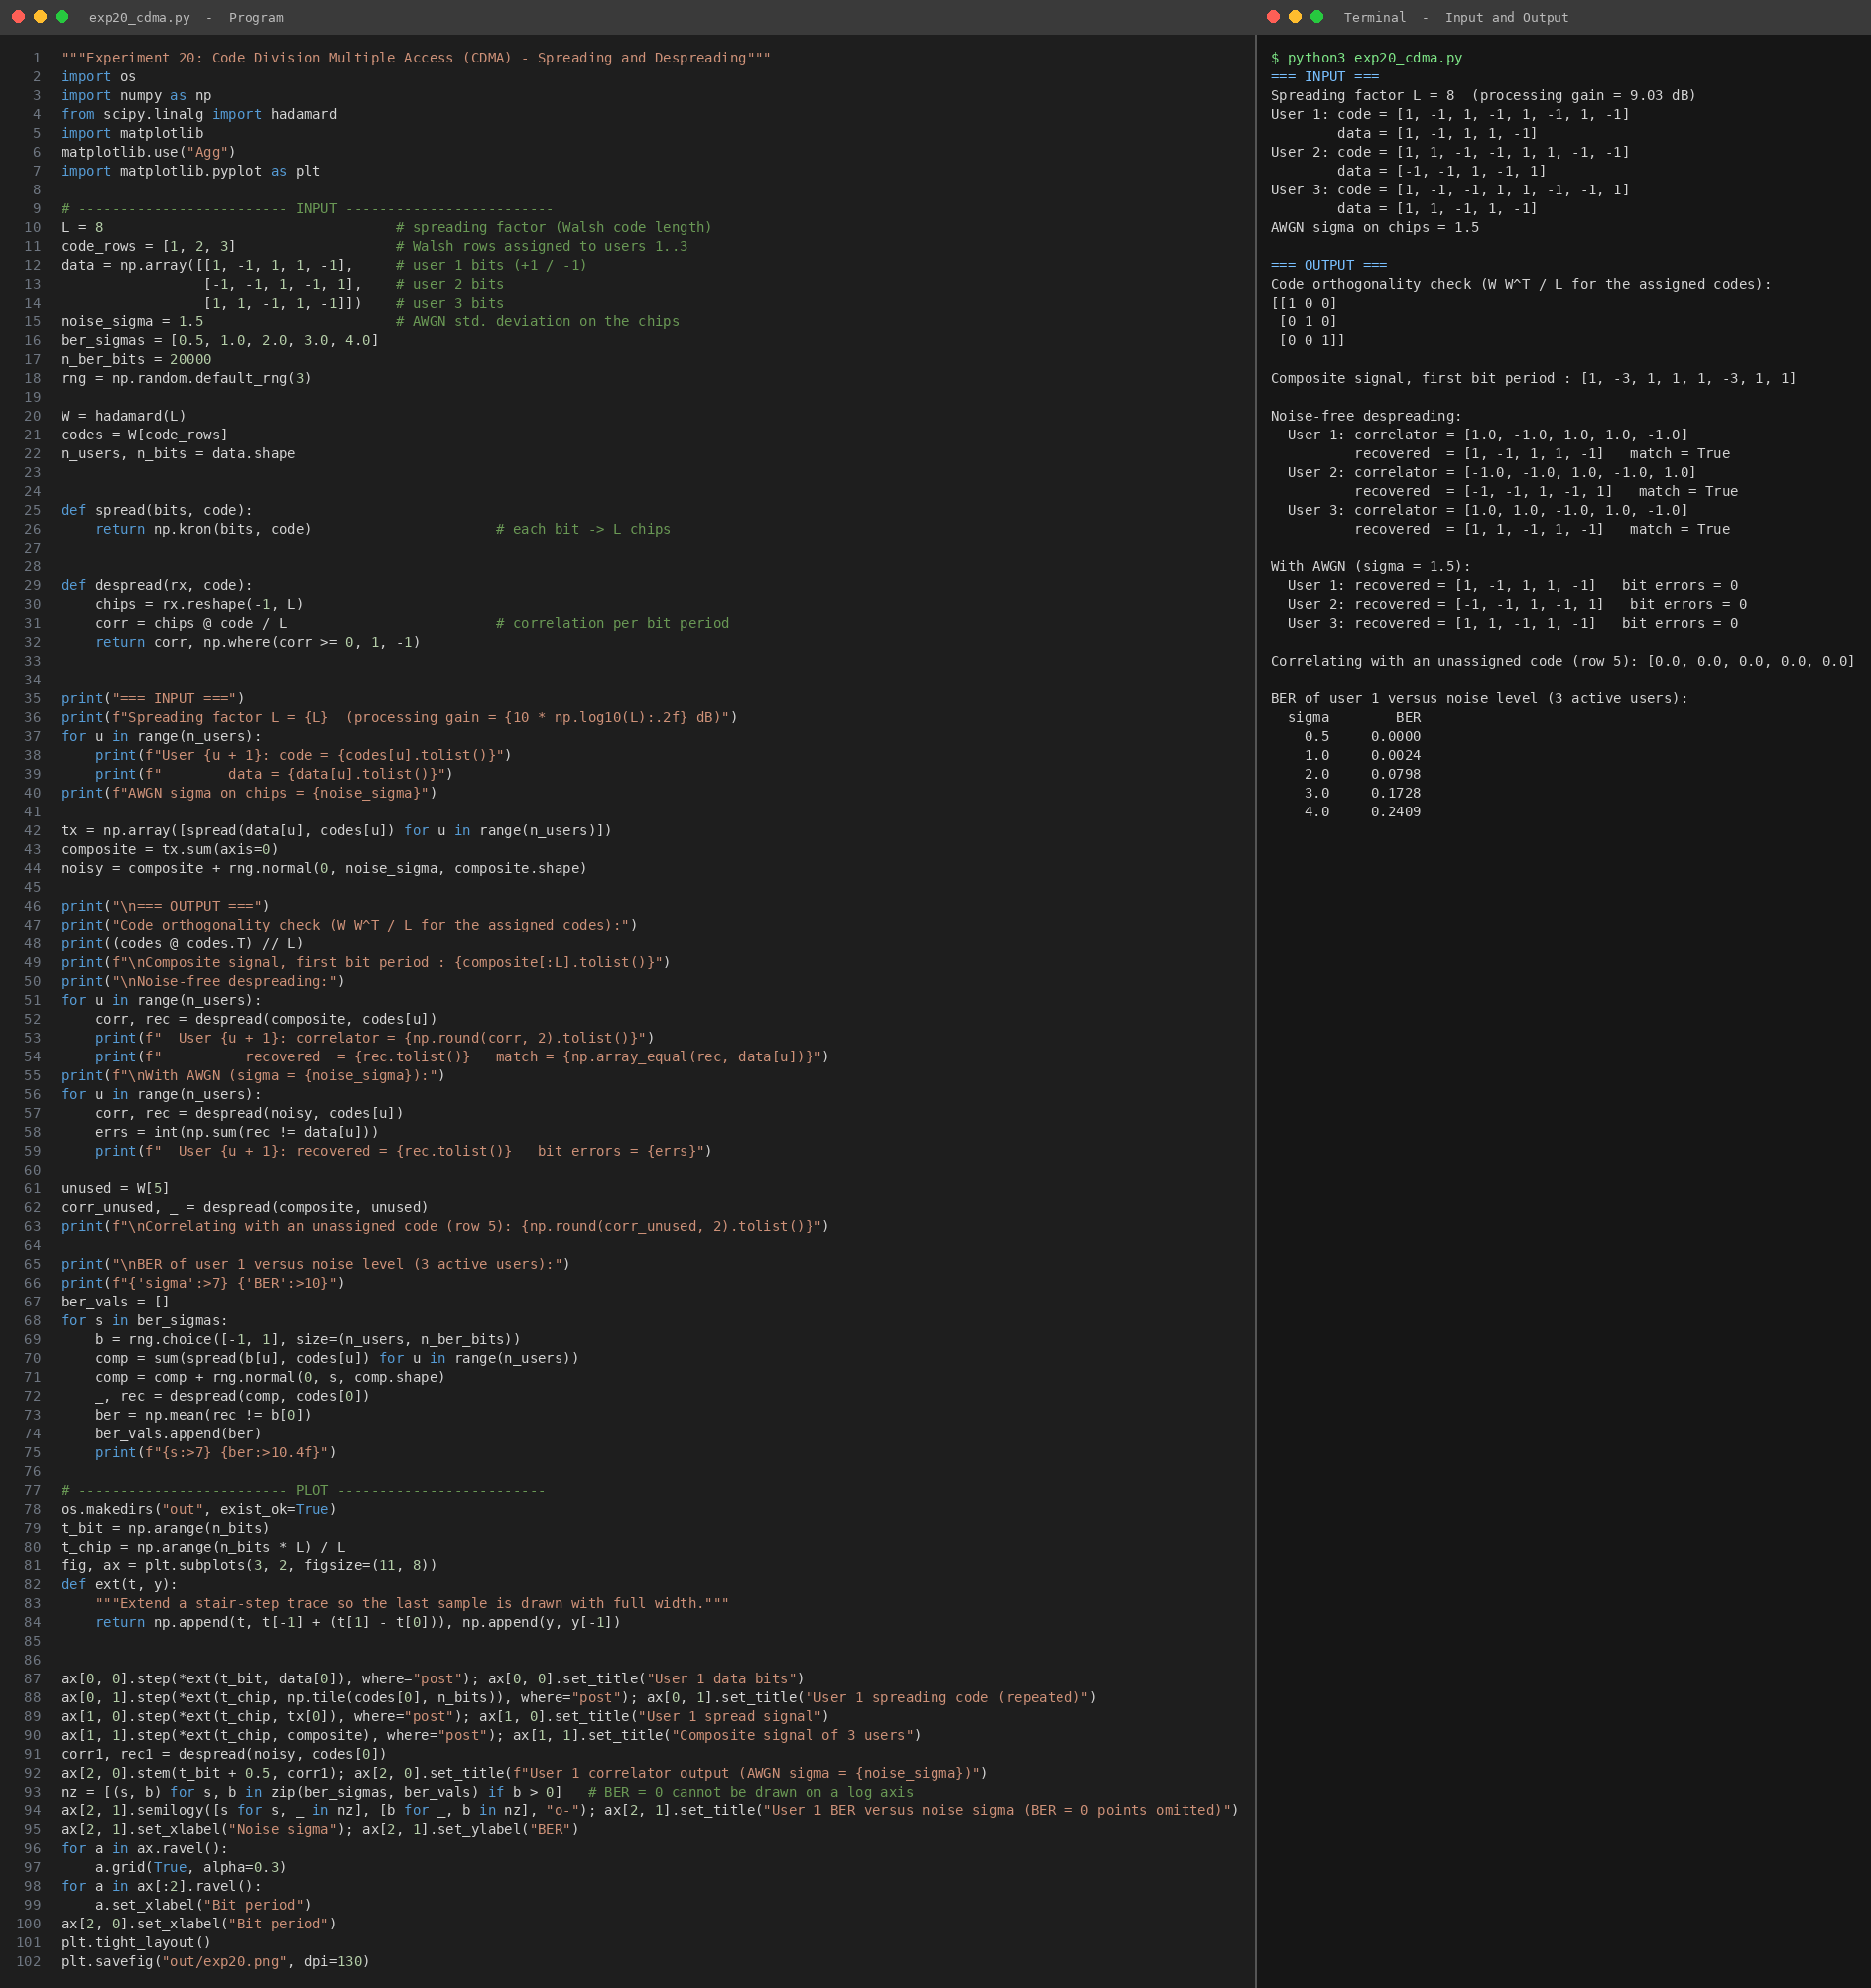 exp20_cdma.py  -  Program
1 """Experiment 20: Code Division Multiple Access (CDMA) - Spreading and Despreading"""
2 import os
3 import numpy as np
4 from scipy.linalg import hadamard
5 import matplotlib
6 matplotlib.use("Agg")
7 import matplotlib.pyplot as plt
8
9 # ------------------------- INPUT -------------------------
10 L = 8                                   # spreading factor (Walsh code length)
11 code_rows = [1, 2, 3]                   # Walsh rows assigned to users 1..3
12 data = np.array([[1, -1, 1, 1, -1],     # user 1 bits (+1 / -1)
13                  [-1, -1, 1, -1, 1],    # user 2 bits
14                  [1, 1, -1, 1, -1]])    # user 3 bits
15 noise_sigma = 1.5                       # AWGN std. deviation on the chips
16 ber_sigmas = [0.5, 1.0, 2.0, 3.0, 4.0]
17 n_ber_bits = 20000
18 rng = np.random.default_rng(3)
19
20 W = hadamard(L)
21 codes = W[code_rows]
22 n_users, n_bits = data.shape
23
24
25 def spread(bits, code):
26     return np.kron(bits, code)                      # each bit -> L chips
27
28
29 def despread(rx, code):
30     chips = rx.reshape(-1, L)
31     corr = chips @ code / L                         # correlation per bit period
32     return corr, np.where(corr >= 0, 1, -1)
33
34
35 print("=== INPUT ===")
36 print(f"Spreading factor L = {L}  (processing gain = {10 * np.log10(L):.2f} dB)")
37 for u in range(n_users):
38     print(f"User {u + 1}: code = {codes[u].tolist()}")
39     print(f"        data = {data[u].tolist()}")
40 print(f"AWGN sigma on chips = {noise_sigma}")
41
42 tx = np.array([spread(data[u], codes[u]) for u in range(n_users)])
43 composite = tx.sum(axis=0)
44 noisy = composite + rng.normal(0, noise_sigma, composite.shape)
45
46 print("\n=== OUTPUT ===")
47 print("Code orthogonality check (W W^T / L for the assigned codes):")
48 print((codes @ codes.T) // L)
49 print(f"\nComposite signal, first bit period : {composite[:L].tolist()}")
50 print("\nNoise-free despreading:")
51 for u in range(n_users):
52     corr, rec = despread(composite, codes[u])
53     print(f"  User {u + 1}: correlator = {np.round(corr, 2).tolist()}")
54     print(f"          recovered  = {rec.tolist()}   match = {np.array_equal(rec, data[u])}")
55 print(f"\nWith AWGN (sigma = {noise_sigma}):")
56 for u in range(n_users):
57     corr, rec = despread(noisy, codes[u])
58     errs = int(np.sum(rec != data[u]))
59     print(f"  User {u + 1}: recovered = {rec.tolist()}   bit errors = {errs}")
60
61 unused = W[5]
62 corr_unused, _ = despread(composite, unused)
63 print(f"\nCorrelating with an unassigned code (row 5): {np.round(corr_unused, 2).tolist()}")
64
65 print("\nBER of user 1 versus noise level (3 active users):")
66 print(f"{'sigma':>7} {'BER':>10}")
67 ber_vals = []
68 for s in ber_sigmas:
69     b = rng.choice([-1, 1], size=(n_users, n_ber_bits))
70     comp = sum(spread(b[u], codes[u]) for u in range(n_users))
71     comp = comp + rng.normal(0, s, comp.shape)
72     _, rec = despread(comp, codes[0])
73     ber = np.mean(rec != b[0])
74     ber_vals.append(ber)
75     print(f"{s:>7} {ber:>10.4f}")
76
77 # ------------------------- PLOT -------------------------
78 os.makedirs("out", exist_ok=True)
79 t_bit = np.arange(n_bits)
80 t_chip = np.arange(n_bits * L) / L
81 fig, ax = plt.subplots(3, 2, figsize=(11, 8))
82 def ext(t, y):
83     """Extend a stair-step trace so the last sample is drawn with full width."""
84     return np.append(t, t[-1] + (t[1] - t[0])), np.append(y, y[-1])
85
86
87 ax[0, 0].step(*ext(t_bit, data[0]), where="post"); ax[0, 0].set_title("User 1 data bits")
88 ax[0, 1].step(*ext(t_chip, np.tile(codes[0], n_bits)), where="post"); ax[0, 1].set_title("User 1 spreading code (repeated)")
89 ax[1, 0].step(*ext(t_chip, tx[0]), where="post"); ax[1, 0].set_title("User 1 spread signal")
90 ax[1, 1].step(*ext(t_chip, composite), where="post"); ax[1, 1].set_title("Composite signal of 3 users")
91 corr1, rec1 = despread(noisy, codes[0])
92 ax[2, 0].stem(t_bit + 0.5, corr1); ax[2, 0].set_title(f"User 1 correlator output (AWGN sigma = {noise_sigma})")
93 nz = [(s, b) for s, b in zip(ber_sigmas, ber_vals) if b > 0]   # BER = 0 cannot be drawn on a log axis
94 ax[2, 1].semilogy([s for s, _ in nz], [b for _, b in nz], "o-"); ax[2, 1].set_title("User 1 BER versus noise sigma (BER = 0 points omitted)")
95 ax[2, 1].set_xlabel("Noise sigma"); ax[2, 1].set_ylabel("BER")
96 for a in ax.ravel():
97     a.grid(True, alpha=0.3)
98 for a in ax[:2].ravel():
99     a.set_xlabel("Bit period")
100 ax[2, 0].set_xlabel("Bit period")
101 plt.tight_layout()
102 plt.savefig("out/exp20.png", dpi=130)
Terminal  -  Input and Output
$ python3 exp20_cdma.py
=== INPUT ===
Spreading factor L = 8  (processing gain = 9.03 dB)
User 1: code = [1, -1, 1, -1, 1, -1, 1, -1]
        data = [1, -1, 1, 1, -1]
User 2: code = [1, 1, -1, -1, 1, 1, -1, -1]
        data = [-1, -1, 1, -1, 1]
User 3: code = [1, -1, -1, 1, 1, -1, -1, 1]
        data = [1, 1, -1, 1, -1]
AWGN sigma on chips = 1.5

=== OUTPUT ===
Code orthogonality check (W W^T / L for the assigned codes):
[[1 0 0]
 [0 1 0]
 [0 0 1]]

Composite signal, first bit period : [1, -3, 1, 1, 1, -3, 1, 1]

Noise-free despreading:
  User 1: correlator = [1.0, -1.0, 1.0, 1.0, -1.0]
          recovered  = [1, -1, 1, 1, -1]   match = True
  User 2: correlator = [-1.0, -1.0, 1.0, -1.0, 1.0]
          recovered  = [-1, -1, 1, -1, 1]   match = True
  User 3: correlator = [1.0, 1.0, -1.0, 1.0, -1.0]
          recovered  = [1, 1, -1, 1, -1]   match = True

With AWGN (sigma = 1.5):
  User 1: recovered = [1, -1, 1, 1, -1]   bit errors = 0
  User 2: recovered = [-1, -1, 1, -1, 1]   bit errors = 0
  User 3: recovered = [1, 1, -1, 1, -1]   bit errors = 0

Correlating with an unassigned code (row 5): [0.0, 0.0, 0.0, 0.0, 0.0]

BER of user 1 versus noise level (3 active users):
  sigma        BER
    0.5     0.0000
    1.0     0.0024
    2.0     0.0798
    3.0     0.1728
    4.0     0.2409